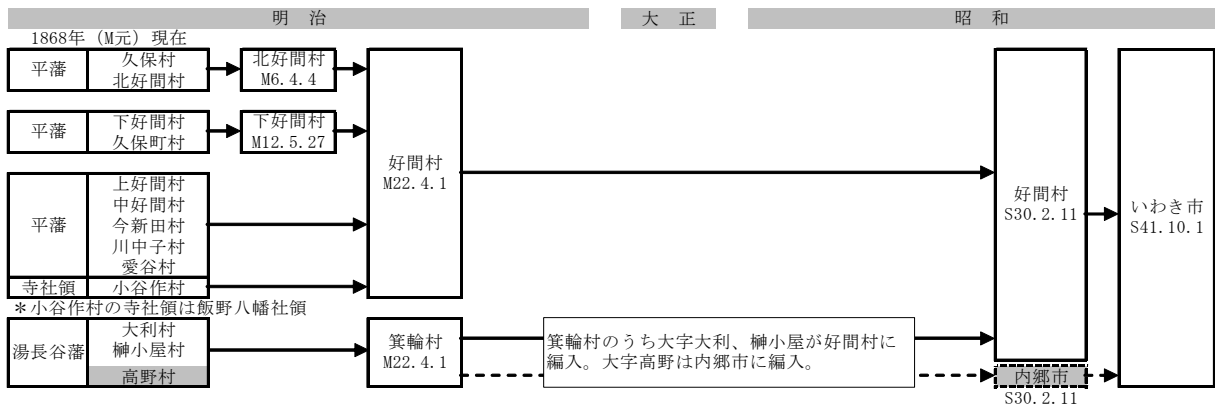 明 治
大 正
昭 和
1868年（M元）現在
平藩
久保村
北好間村
北好間村
M6.4.4
平藩
下好間村
久保町村
下好間村
M12.5.27
平藩
上好間村
中好間村
今新田村
川中子村
愛谷村
寺社領
小谷作村
＊小谷作村の寺社領は飯野八幡社領
好間村
M22.4.1
好間村
S30.2.11
いわき市
S41.10.1
湯長谷藩
大利村
榊小屋村
高野村
箕輪村
M22.4.1
箕輪村のうち大字大利、榊小屋が好間村に
編入。大字高野は内郷市に編入。
内郷市
S30.2.11